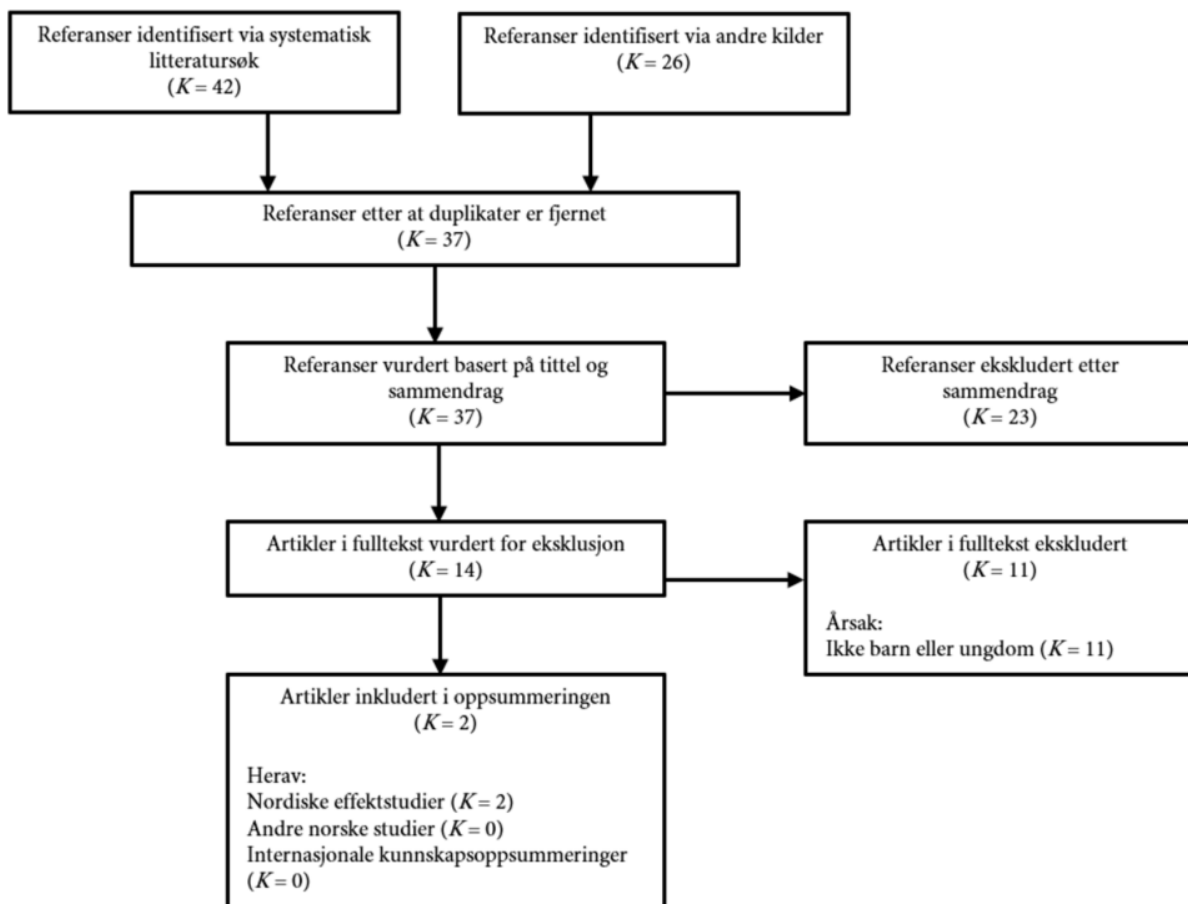 Referanser identifisert via systematisk
litteratursøk
(K = 42)
Referanser identifisert via andre kilder
(K = 26)
Referanser etter at duplikater er fjernet
(K = 37)
Referanser vurdert basert på tittel og
sammendrag
(K = 37)
Referanser ekskludert etter
sammendrag
(K = 23)
Artikler i fulltekst vurdert for eksklusjon
(K = 14)
Artikler i fulltekst ekskludert
(K = 11)
Årsak:
Ikke barn eller ungdom (K = 11)
Artikler inkludert i oppsummeringen
(K = 2)
Herav:
Nordiske effektstudier (K = 2)
Andre norske studier (K = 0)
Internasjonale kunnskapsoppsummeringer
(K = 0)